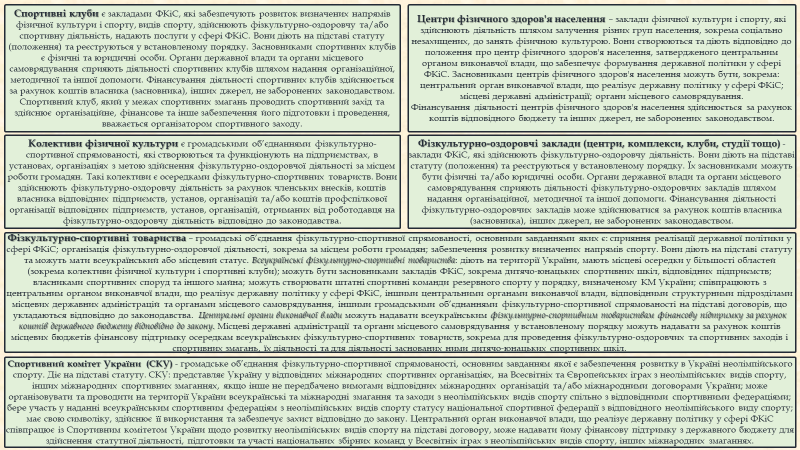 Спортивні клуби є закладами ФКіС, які забезпечують розвиток визначених напрямів
фізичної культури і спорту, видів спорту, здійснюють фізкультурно-оздоровчу та/або
спортивну діяльність, надають послуги у сфері ФКіС. Вони діють на підставі статуту
(положення) та реєструються у встановленому порядку. Засновниками спортивних клубів
є фізичні та юридичні особи. Органи державної влади та органи місцевого
самоврядування сприяють діяльності спортивних клубів шляхом надання організаційної,
методичної та іншої допомоги. Фінансування діяльності спортивних клубів здійснюється
за рахунок коштів власника (засновника), інших джерел, не заборонених законодавством.
Спортивний клуб, який у межах спортивних змагань проводить спортивний захід та
здійснює організаційне, фінансове та інше забезпечення його підготовки і проведення,
вважається організатором спортивного заходу.
Центри фізичного здоров'я населення – заклади фізичної культури і спорту, які
здійснюють діяльність шляхом залучення різних груп населення, зокрема соціально
незахищених, до занять фізичною культурою. Вони створюються та діють відповідно до
положення про центр фізичного здоров'я населення, затвердженого центральним
органом виконавчої влади, що забезпечує формування державної політики у сфері
ФКіС. Засновниками центрів фізичного здоров'я населення можуть бути, зокрема:
центральний орган виконавчої влади, що реалізує державну політику у сфері ФКіС;
місцеві державні адміністрації; органи місцевого самоврядування.
Фінансування діяльності центрів фізичного здоров'я населення здійснюється за рахунок
коштів відповідного бюджету та інших джерел, не заборонених законодавством.
Колективи фізичної культури є громадськими об'єднаннями фізкультурно-
спортивної спрямованості, які створюються та функціонують на підприємствах, в
установах, організаціях з метою здійснення фізкультурно-оздоровчої діяльності за місцем
роботи громадян. Такі колективи є осередками фізкультурно-спортивних товариств. Вони
здійснюють фізкультурно-оздоровчу діяльність за рахунок членських внесків, коштів
власника відповідних підприємств, установ, організацій та/або коштів профспілкової
організації відповідних підприємств, установ, організацій, отриманих від роботодавця на
фізкультурно-оздоровчу діяльність відповідно до законодавства.
Фізкультурно-оздоровчі заклади (центри, комплекси, клуби, студії тощо) -
заклади ФКіС, які здійснюють фізкультурно-оздоровчу діяльність. Вони діють на підставі
статуту (положення) та реєструються у встановленому порядку. Їх засновниками можуть
бути фізичні та/або юридичні особи. Органи державної влади та органи місцевого
самоврядування сприяють діяльності фізкультурно-оздоровчих закладів шляхом
надання організаційної, методичної та іншої допомоги. Фінансування діяльності
фізкультурно-оздоровчих закладів може здійснюватися за рахунок коштів власника
(засновника), інших джерел, не заборонених законодавством.
Фізкультурно-спортивні товариства – громадські об'єднання фізкультурно-спортивної спрямованості, основним завданнями яких є: сприяння реалізації державної політики у
сфері ФКіС; організація фізкультурно-оздоровчої діяльності, зокрема за місцем роботи громадян; забезпечення розвитку визначених напрямів спорту. Вони діють на підставі статуту
та можуть мати всеукраїнський або місцевий статус. Всеукраїнські фізкультурно-спортивні товариства: діють на території України, мають місцеві осередки у більшості областей
(зокрема колективи фізичної культури і спортивні клуби); можуть бути засновниками закладів ФКіС, зокрема дитячо-юнацьких спортивних шкіл, відповідних підприємств;
власниками спортивних споруд та іншого майна; можуть створювати штатні спортивні команди резервного спорту у порядку, визначеному КМ України; співпрацюють з
центральним органом виконавчої влади, що реалізує державну політику у сфері ФКіС, іншими центральними органами виконавчої влади, відповідними структурними підрозділами
місцевих державних адміністрацій та органами місцевого самоврядування, іншими громадськими об'єднаннями фізкультурно-спортивної спрямованості на підставі договорів, що
укладаються відповідно до законодавства. Центральні органи виконавчої влади можуть надавати всеукраїнським фізкультурно-спортивним товариствам фінансову підтримку за рахунок
коштів державного бюджету відповідно до закону. Місцеві державні адміністрації та органи місцевого самоврядування у встановленому порядку можуть надавати за рахунок коштів
місцевих бюджетів фінансову підтримку осередкам всеукраїнських фізкультурно-спортивних товариств, зокрема для проведення фізкультурно-оздоровчих та спортивних заходів і
спортивних змагань, їх діяльності та для діяльності заснованих ними дитячо-юнацьких спортивних шкіл.
Спортивний комітет України (СКУ) - громадське об'єднання фізкультурно-спортивної спрямованості, основним завданням якої є забезпечення розвитку в Україні неолімпійського
спорту. Діє на підставі статуту. СКУ: представляє Україну у відповідних міжнародних спортивних організаціях, на Всесвітніх та Європейських іграх з неолімпійських видів спорту,
інших міжнародних спортивних змаганнях, якщо інше не передбачено вимогами відповідних міжнародних організацій та/або міжнародними договорами України; може
організовувати та проводити на території України всеукраїнські та міжнародні змагання та заходи з неолімпійських видів спорту спільно з відповідними спортивними федераціями;
бере участь у наданні всеукраїнським спортивним федераціям з неолімпійських видів спорту статусу національної спортивної федерації з відповідного неолімпійського виду спорту;
має свою символіку, здійснює її використання та забезпечує захист відповідно до закону. Центральний орган виконавчої влади, що реалізує державну політику у сфері ФКіС
співпрацює із Спортивним комітетом України щодо розвитку неолімпійських видів спорту на підставі договору, може надавати йому фінансову підтримку з державного бюджету для
здійснення статутної діяльності, підготовки та участі національних збірних команд у Всесвітніх іграх з неолімпійських видів спорту, інших міжнародних змаганнях.